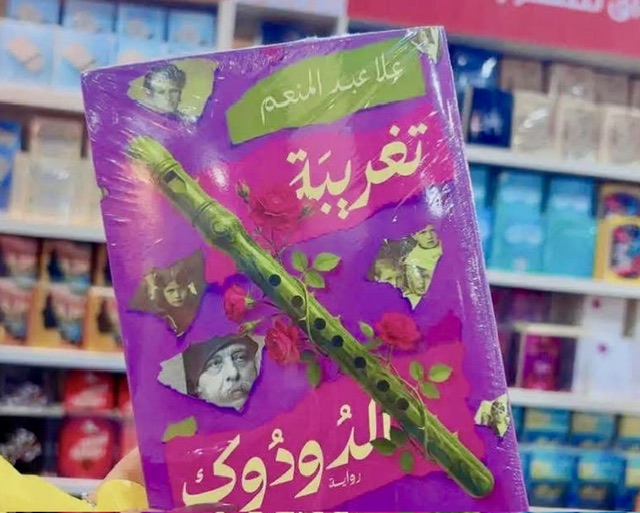 علا عبد المنعم
تغريبة
الدودوك
رواية